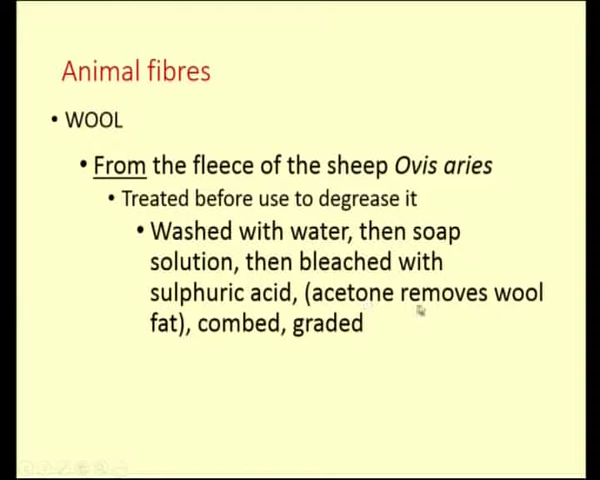 Animal fibres
• WOOL
• From the fleece of the sheep Ovis aries
• Treated before use to degrease it
• Washed with water, then soap
solution, then bleached with
sulphuric acid, (acetone removes wool
fat), combed, graded